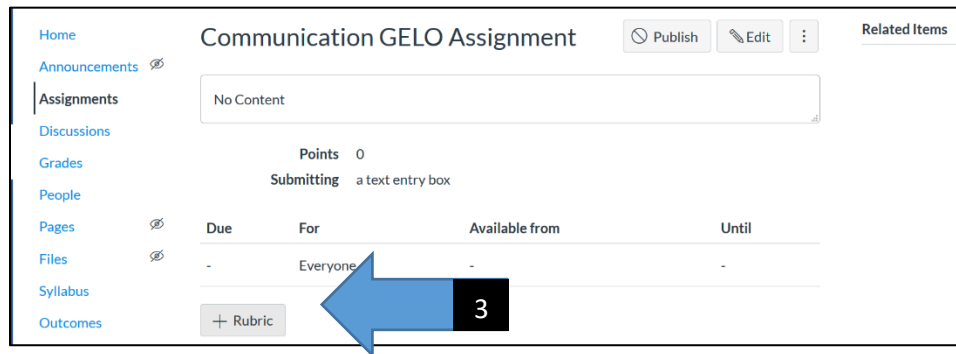 Home
Announcements
Assignments
Discussions
Grades
People
Pages
Files
Syllabus
Outcomes
Communication GELO Assignment
Publish
Edit
Related Items
No Content
Points 0
Submitting a text entry box
Due For Available from Until
- Everyone - -
+ Rubric
3